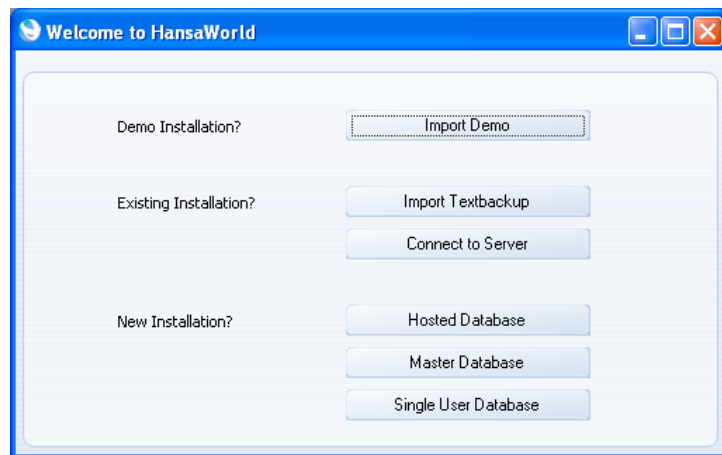 Welcome to HansaWorld
Demo Installation? Import Demo
Existing Installation? Import Textbackup
Connect to Server
New Installation? Hosted Database
Master Database
Single User Database